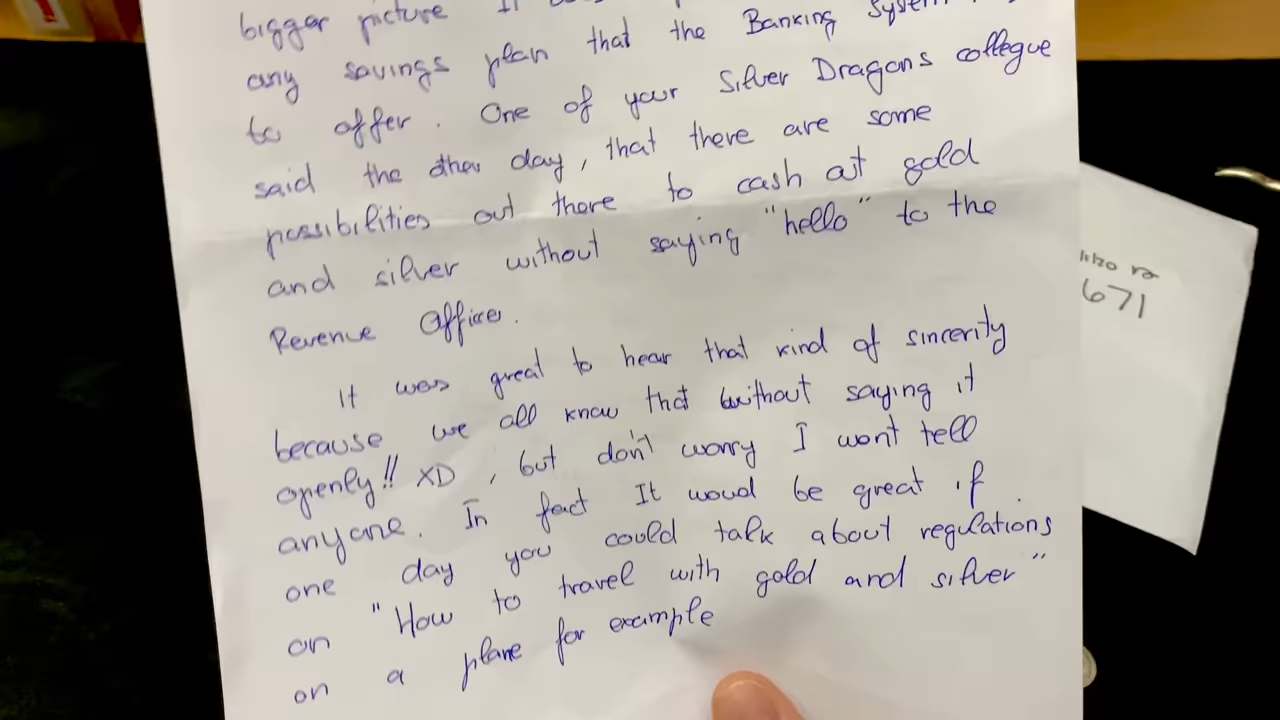 bigger picture It
any savings plan that the Banking System
to offer. One of your Silver Dragons collegue
said the other day, that there are some
possibilities out there to cash at gold
and silver without saying "hello" to the
Revenue Office.
It was great to hear that kind of sincerity
because we all know that without saying it
openly!! XD, but don't worry I wont tell
anyone. In fact It woud be great if
one day you could talk about regulations
on "How to travel with gold and silver"
on a plane for example
671